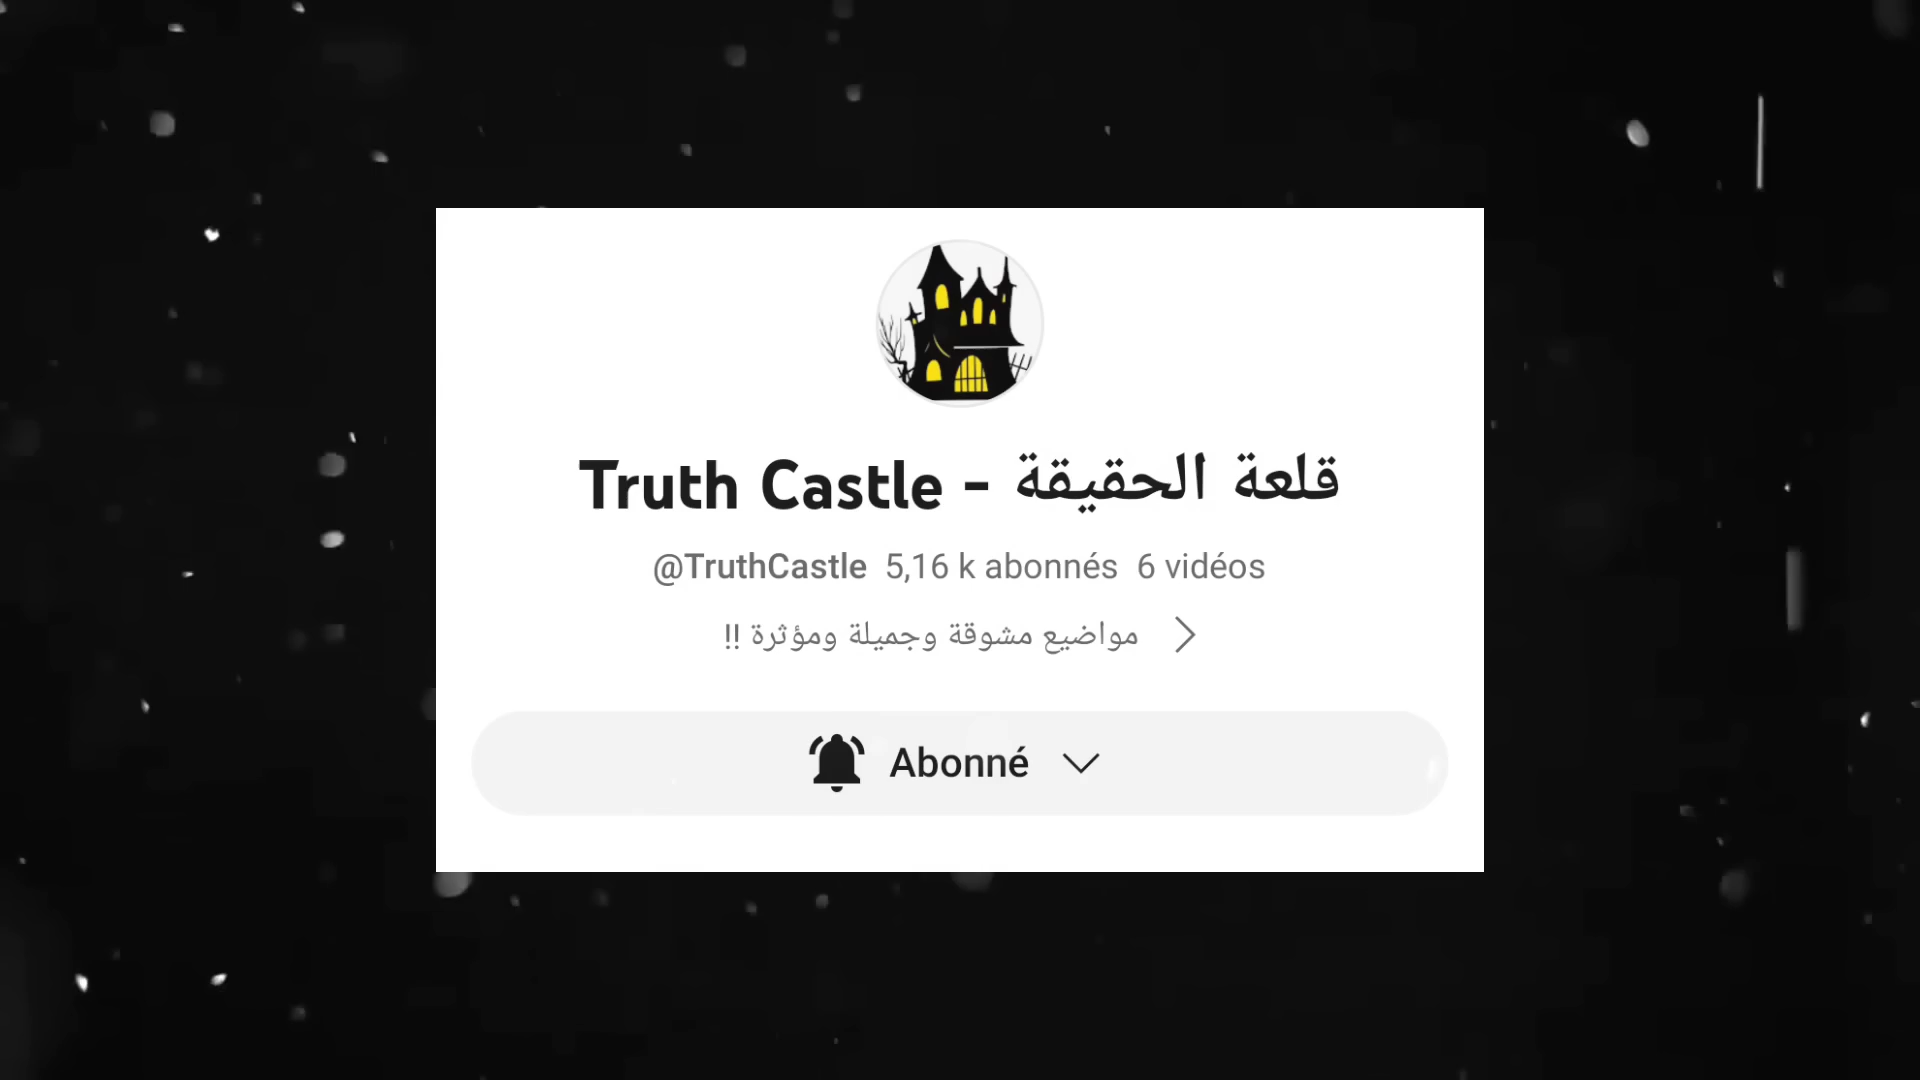 Truth Castle - قلعة الحقيقة
@TruthCastle 5,16 k abonnés 6 vidéos
مواضيع مشوقة وجميلة ومؤثرة !!
Abonné